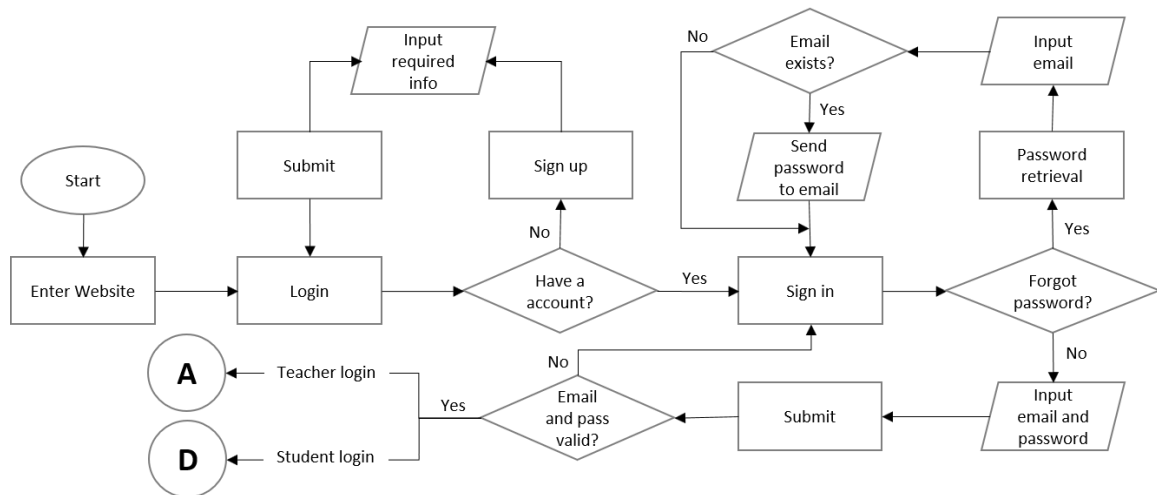 Input
required
info
No
Email
exists?
Input
email
Yes
Start
Submit
Sign up
Send
password
to email
Password
retrieval
No
Yes
Enter Website
Login
Have a
account?
Yes
Sign in
Forgot
password?
No
No
A
Teacher login
Yes
Email
and pass
valid?
Submit
Input
email and
password
D
Student login